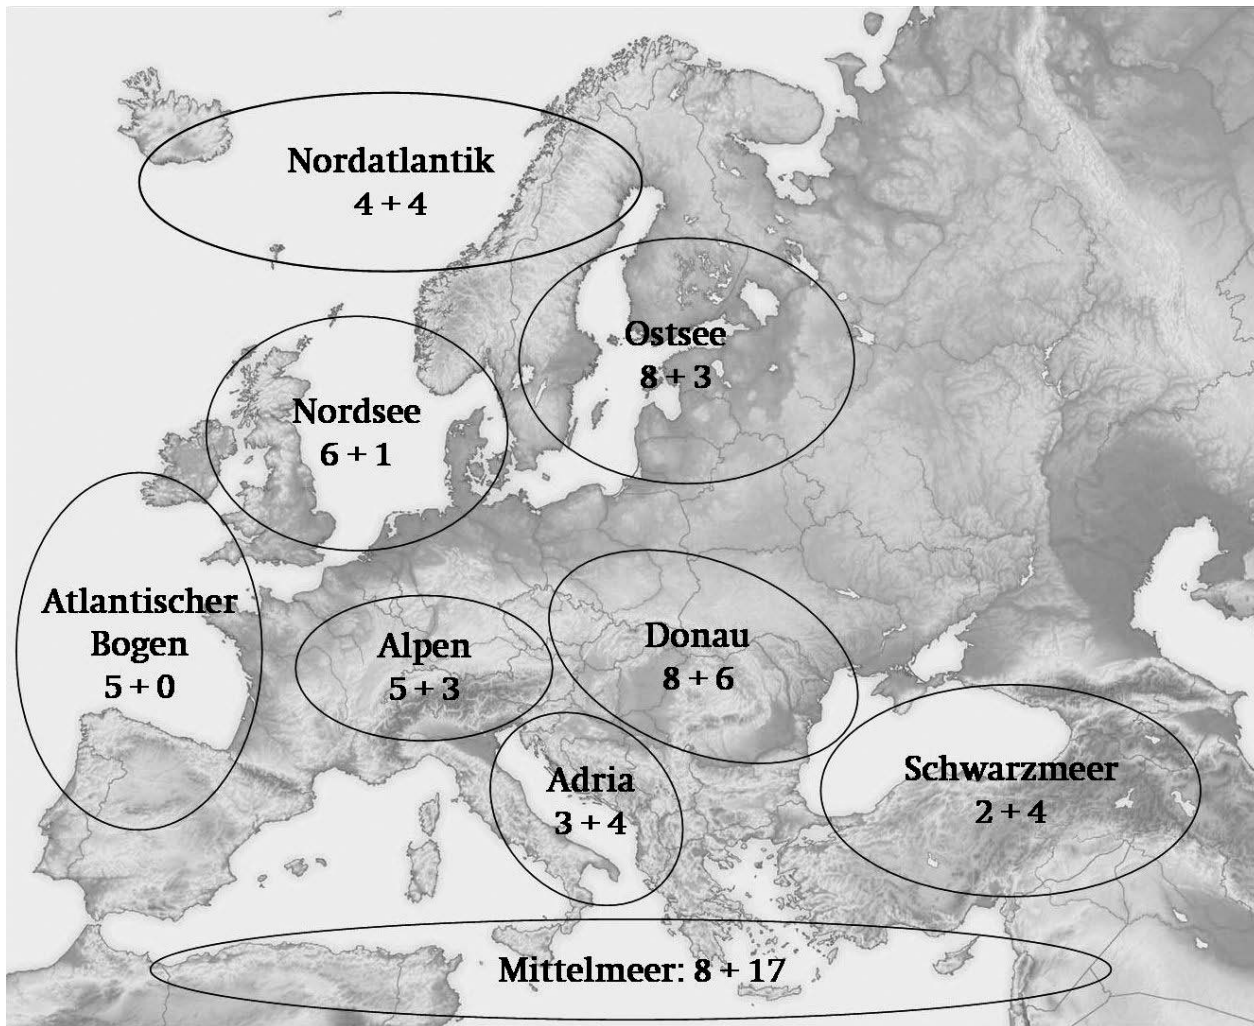 Nordatlantik
4 + 4
Ostsee
8 + 3
Nordsee
6 + 1
Atlantischer
Bogen
5 + 0
Alpen
5 + 3
Donau
8 + 6
Adria
3 + 4
Schwarzmeer
2 + 4
Mittelmeer: 8 + 17